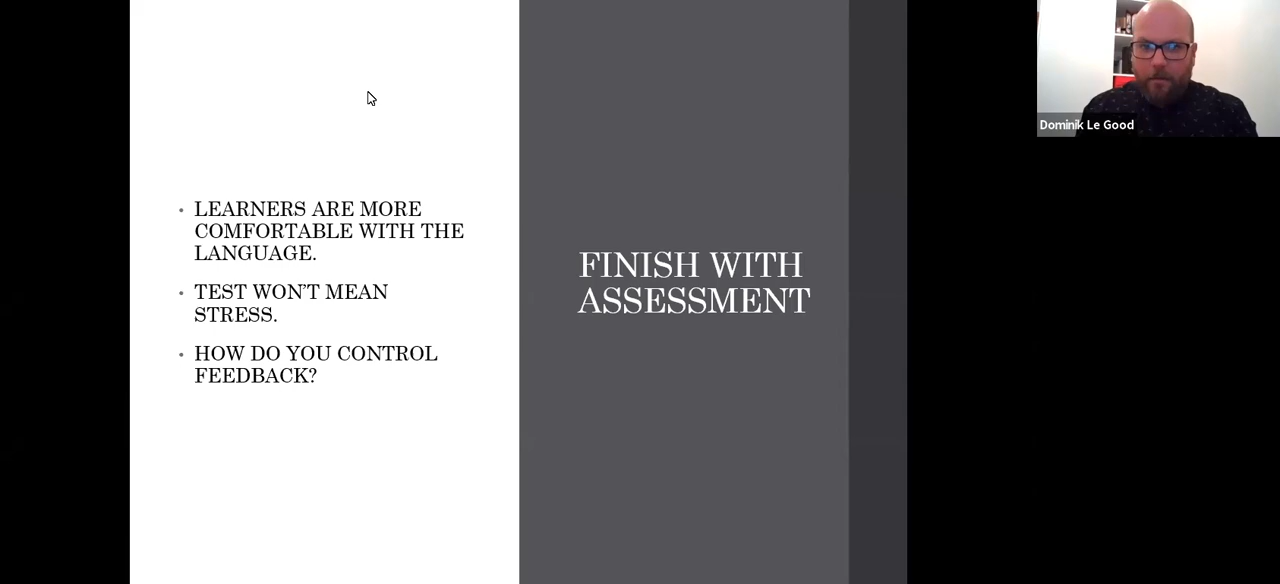 • LEARNERS ARE MORE
COMFORTABLE WITH THE
LANGUAGE.
• TEST WON’T MEAN
STRESS.
• HOW DO YOU CONTROL
FEEDBACK?
FINISH WITH
ASSESSMENT
Dominik Le Good